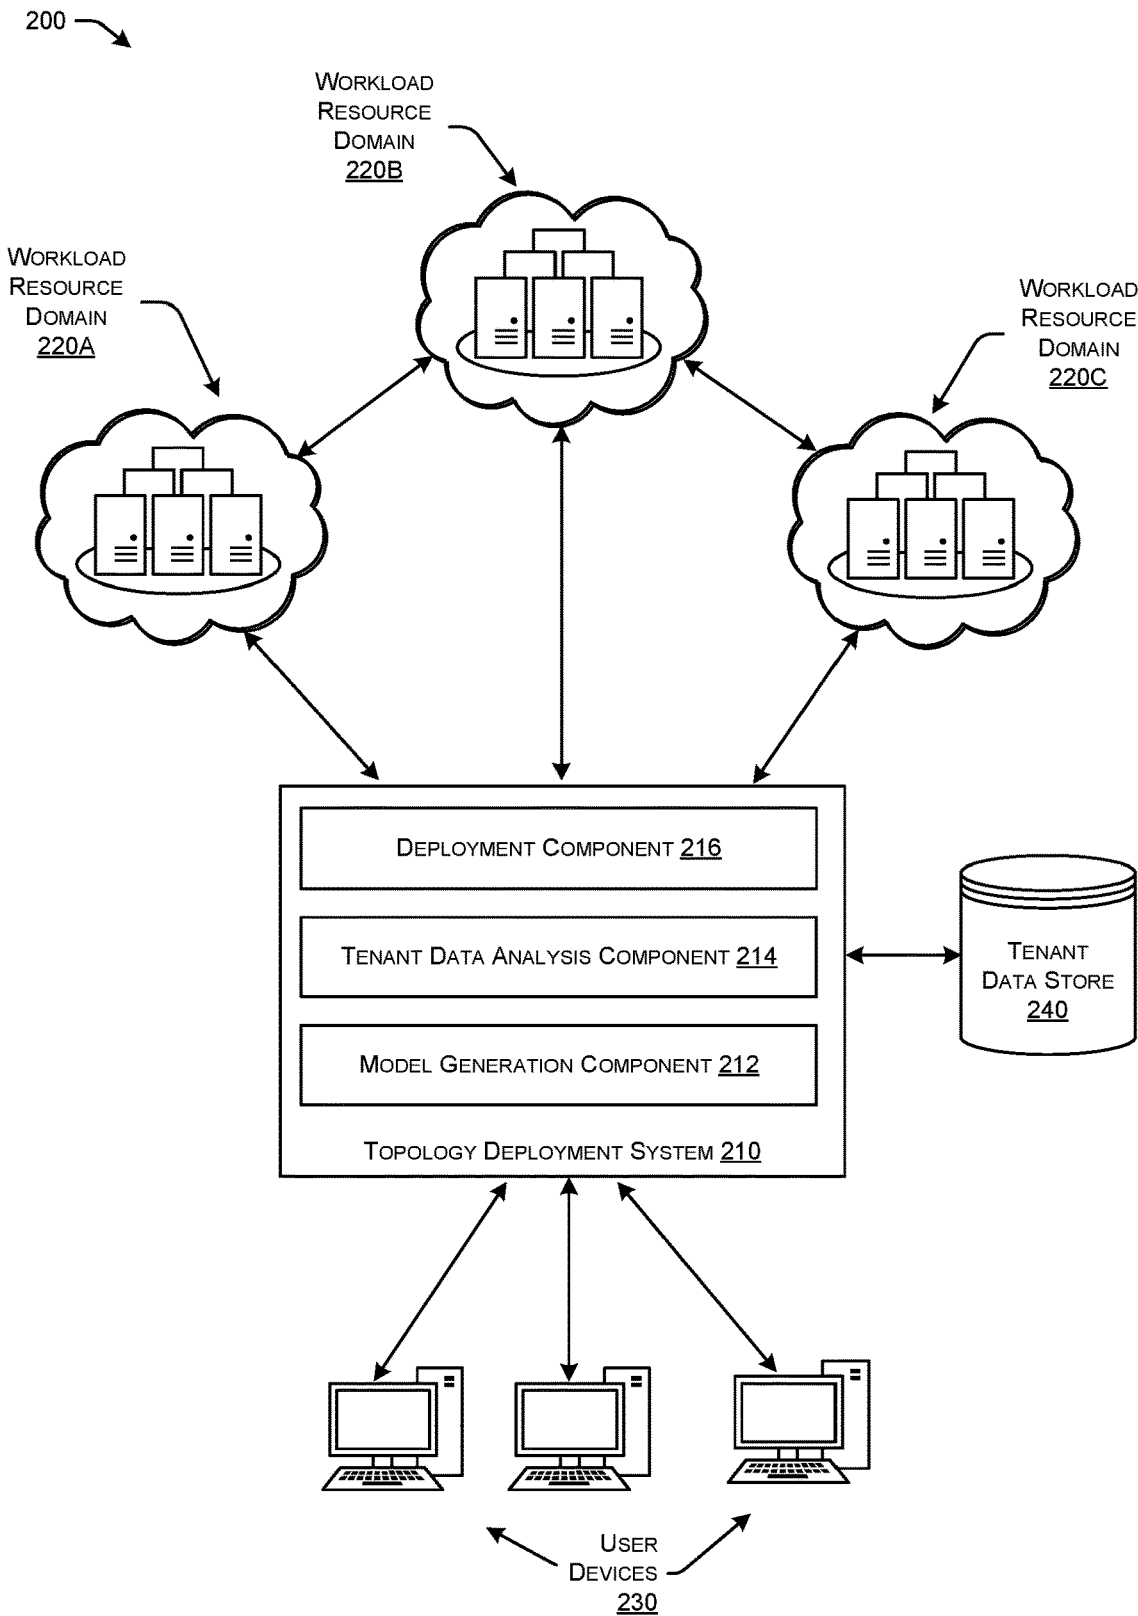 200
WORKLOAD
RESOURCE
DOMAIN
220B
WORKLOAD
RESOURCE
DOMAIN
220A
WORKLOAD
RESOURCE
DOMAIN
220C
DEPLOYMENT COMPONENT 216
TENANT DATA ANALYSIS COMPONENT 214
MODEL GENERATION COMPONENT 212
TOPOLOGY DEPLOYMENT SYSTEM 210
TENANT
DATA STORE
240
USER
DEVICES
230